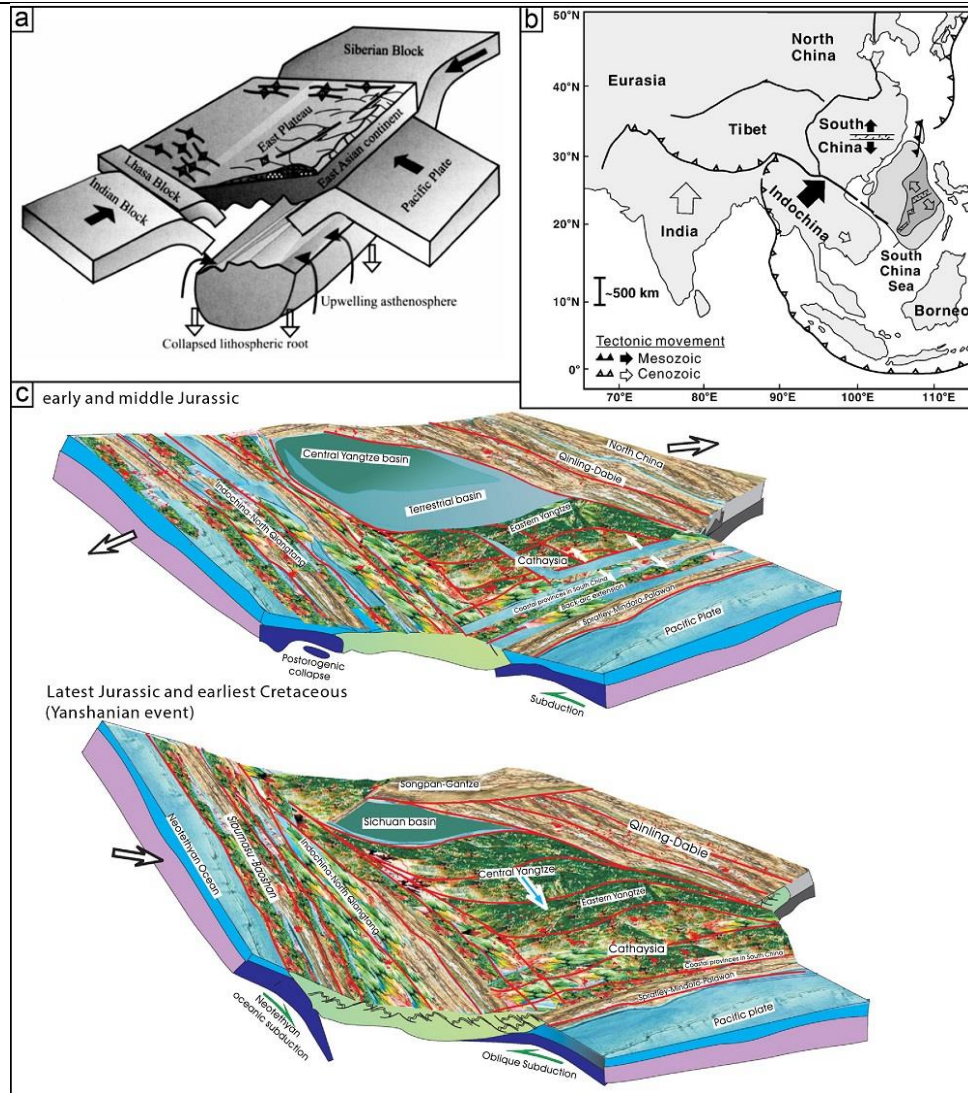 a
Siberian Block
East Plateau
East Asian continent
Lhasa Block
Indian Block
Pacific Plate
Upwelling asthenosphere
Collapsed lithospheric root
b
50°N
40°N
30°N
20°N
10°N
0°
North
China
Eurasia
Tibet
South
China
India
Indochina
South
China
Sea
Borneo
~500 km
Tectonic movement
Mesozoic
Cenozoic
70°E
80°E
90°E
100°E
110°E
c
early and middle Jurassic
Central Yangtze basin
Terrestrial basin
North China
Qinling-Dabie
Indochina-North Qiangtang
Eastern Yangtze
Cathaysia
Coastal provinces in South China
Back-arc extension
Spratley-Mindoro-Palawan
Pacific Plate
Postorogenic
collapse
Subduction
Latest Jurassic and earliest Cretaceous
(Yanshanian event)
Songpan-Gantze
Sichuan basin
Qinling-Dabie
Neotethyan Ocean
Sibumasu-Baoshan
Indochina-North Qiangtang
Central Yangtze
Eastern Yangtze
Cathaysia
Coastal provinces in South China
Spratley-Mindoro-Palawan
Pacific plate
Neotethyan
oceanic subduction
Oblique Subduction